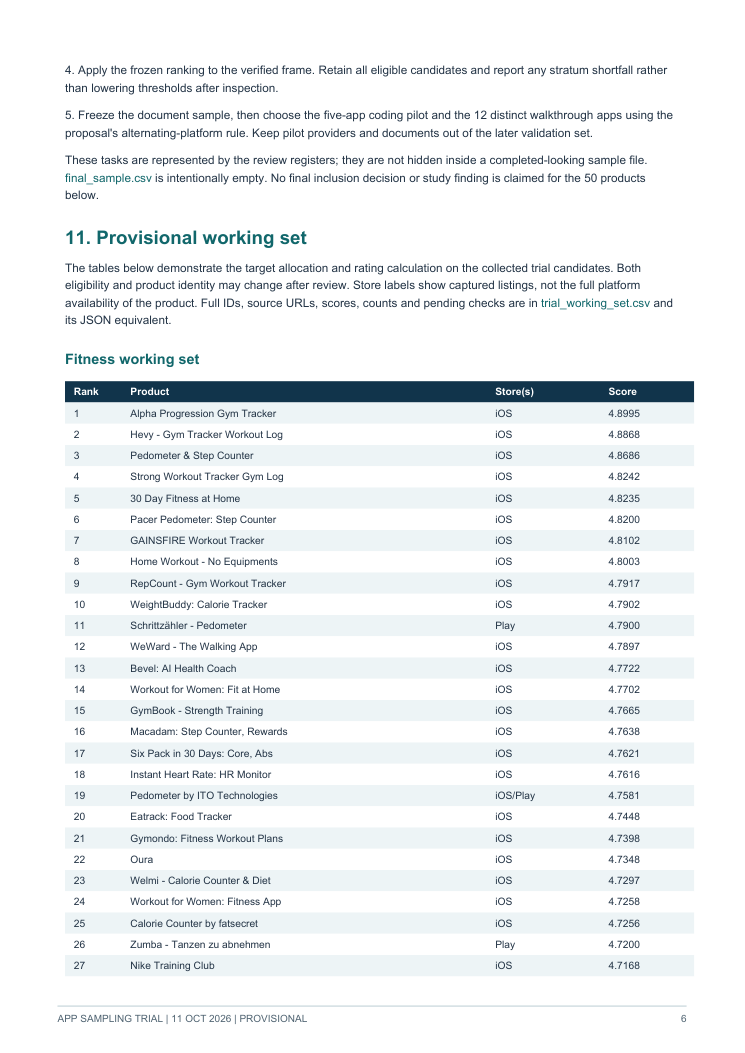 4. Apply the frozen ranking to the verified frame. Retain all eligible candidates and report any stratum shortfall rather
than lowering thresholds after inspection.
5. Freeze the document sample, then choose the five-app coding pilot and the 12 distinct walkthrough apps using the
proposal's alternating-platform rule. Keep pilot providers and documents out of the later validation set.
These tasks are represented by the review registers; they are not hidden inside a completed-looking sample file.
final_sample.csv is intentionally empty. No final inclusion decision or study finding is claimed for the 50 products
below.
11. Provisional working set
The tables below demonstrate the target allocation and rating calculation on the collected trial candidates. Both
eligibility and product identity may change after review. Store labels show captured listings, not the full platform
availability of the product. Full IDs, source URLs, scores, counts and pending checks are in trial_working_set.csv and
its JSON equivalent.
Fitness working set
Rank Product Store(s) Score
1 Alpha Progression Gym Tracker iOS 4.8995
2 Hevy - Gym Tracker Workout Log iOS 4.8868
3 Pedometer & Step Counter iOS 4.8686
4 Strong Workout Tracker Gym Log iOS 4.8242
5 30 Day Fitness at Home iOS 4.8235
6 Pacer Pedometer: Step Counter iOS 4.8200
7 GAINSFIRE Workout Tracker iOS 4.8102
8 Home Workout - No Equipments iOS 4.8003
9 RepCount - Gym Workout Tracker iOS 4.7917
10 WeightBuddy: Calorie Tracker iOS 4.7902
11 Schrittzähler - Pedometer Play 4.7900
12 WeWard - The Walking App iOS 4.7897
13 Bevel: AI Health Coach iOS 4.7722
14 Workout for Women: Fit at Home iOS 4.7702
15 GymBook - Strength Training iOS 4.7665
16 Macadam: Step Counter, Rewards iOS 4.7638
17 Six Pack in 30 Days: Core, Abs iOS 4.7621
18 Instant Heart Rate: HR Monitor iOS 4.7616
19 Pedometer by ITO Technologies iOS/Play 4.7581
20 Eatrack: Food Tracker iOS 4.7448
21 Gymondo: Fitness Workout Plans iOS 4.7398
22 Oura iOS 4.7348
23 Welmi - Calorie Counter & Diet iOS 4.7297
24 Workout for Women: Fitness App iOS 4.7258
25 Calorie Counter by fatsecret iOS 4.7256
26 Zumba - Tanzen zu abnehmen Play 4.7200
27 Nike Training Club iOS 4.7168
APP SAMPLING TRIAL | 11 OCT 2026 | PROVISIONAL 6